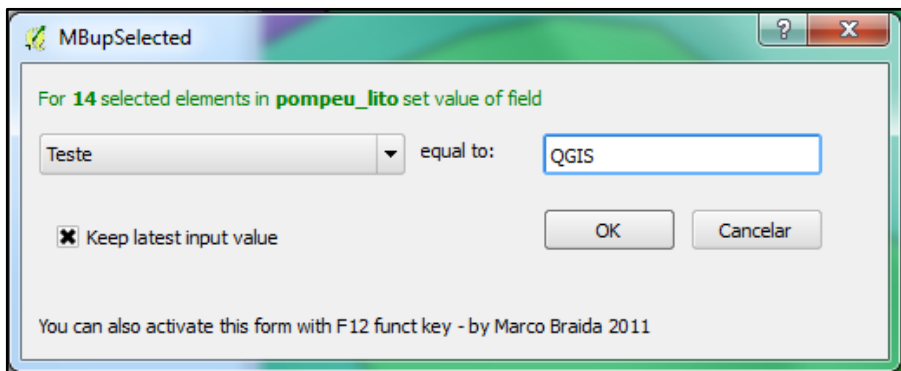 MBupSelected
For 14 selected elements in pompeu_lito set value of field
Teste equal to: QGIS
Keep latest input value OK Cancelar
You can also activate this form with F12 funct key - by Marco Braida 2011